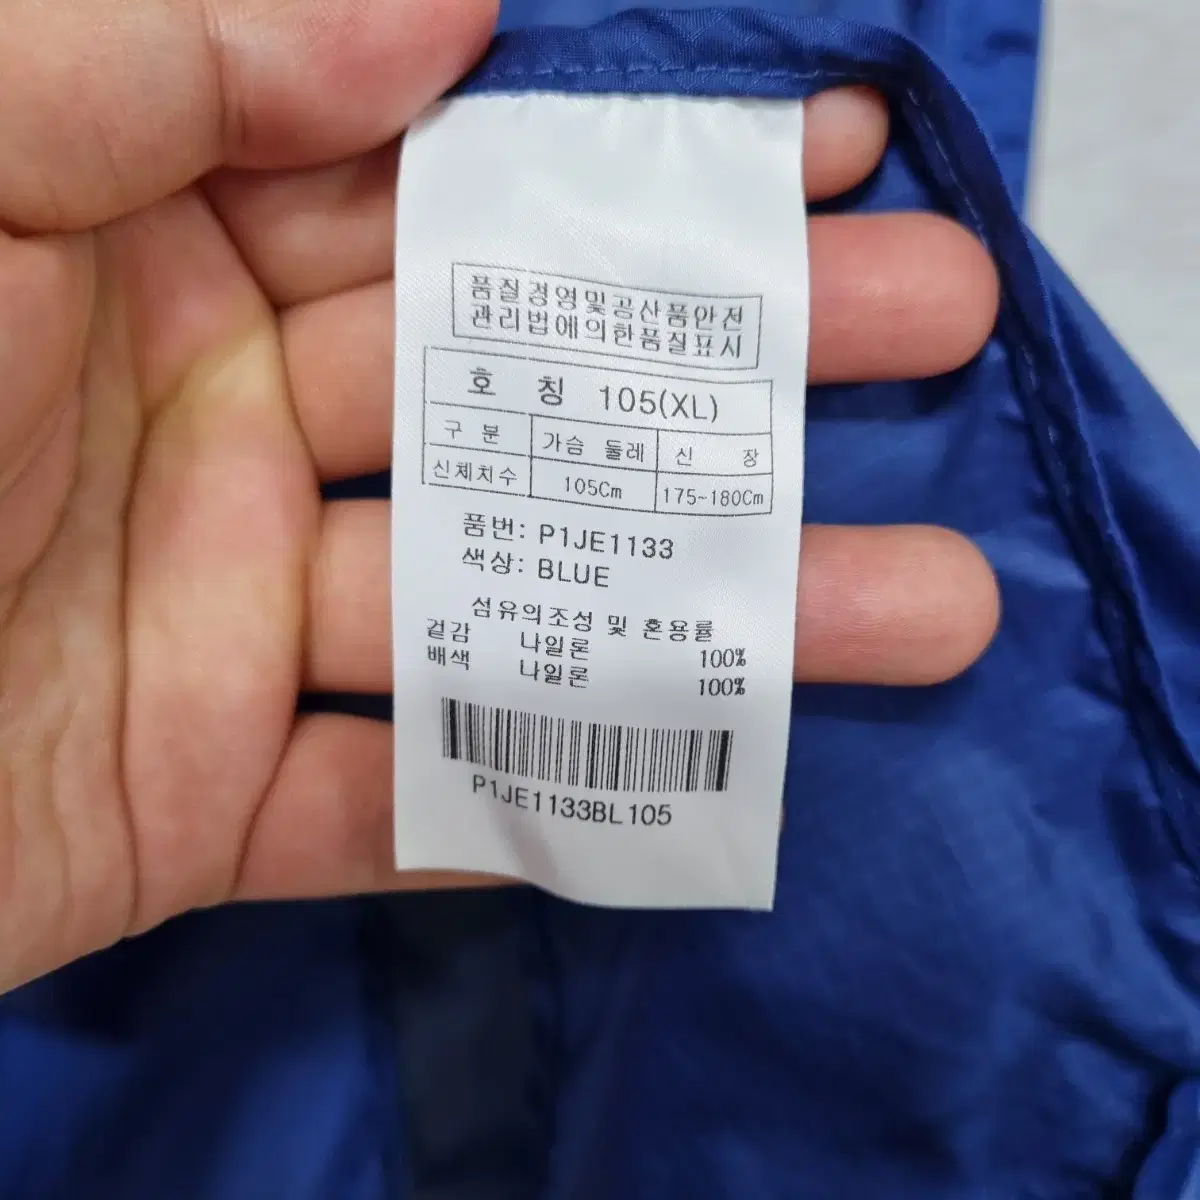 품질경영및공산품안전
관리법에의한품질표시
호 칭 105(XL)
구 분 가슴 둘레 신 장
신체치수 105Cm 175~180Cm
품번: P1JE1133
색상: BLUE
섬유의조성 및 혼용률
겉감 나일론 100%
배색 나일론 100%
P1JE1133BL105